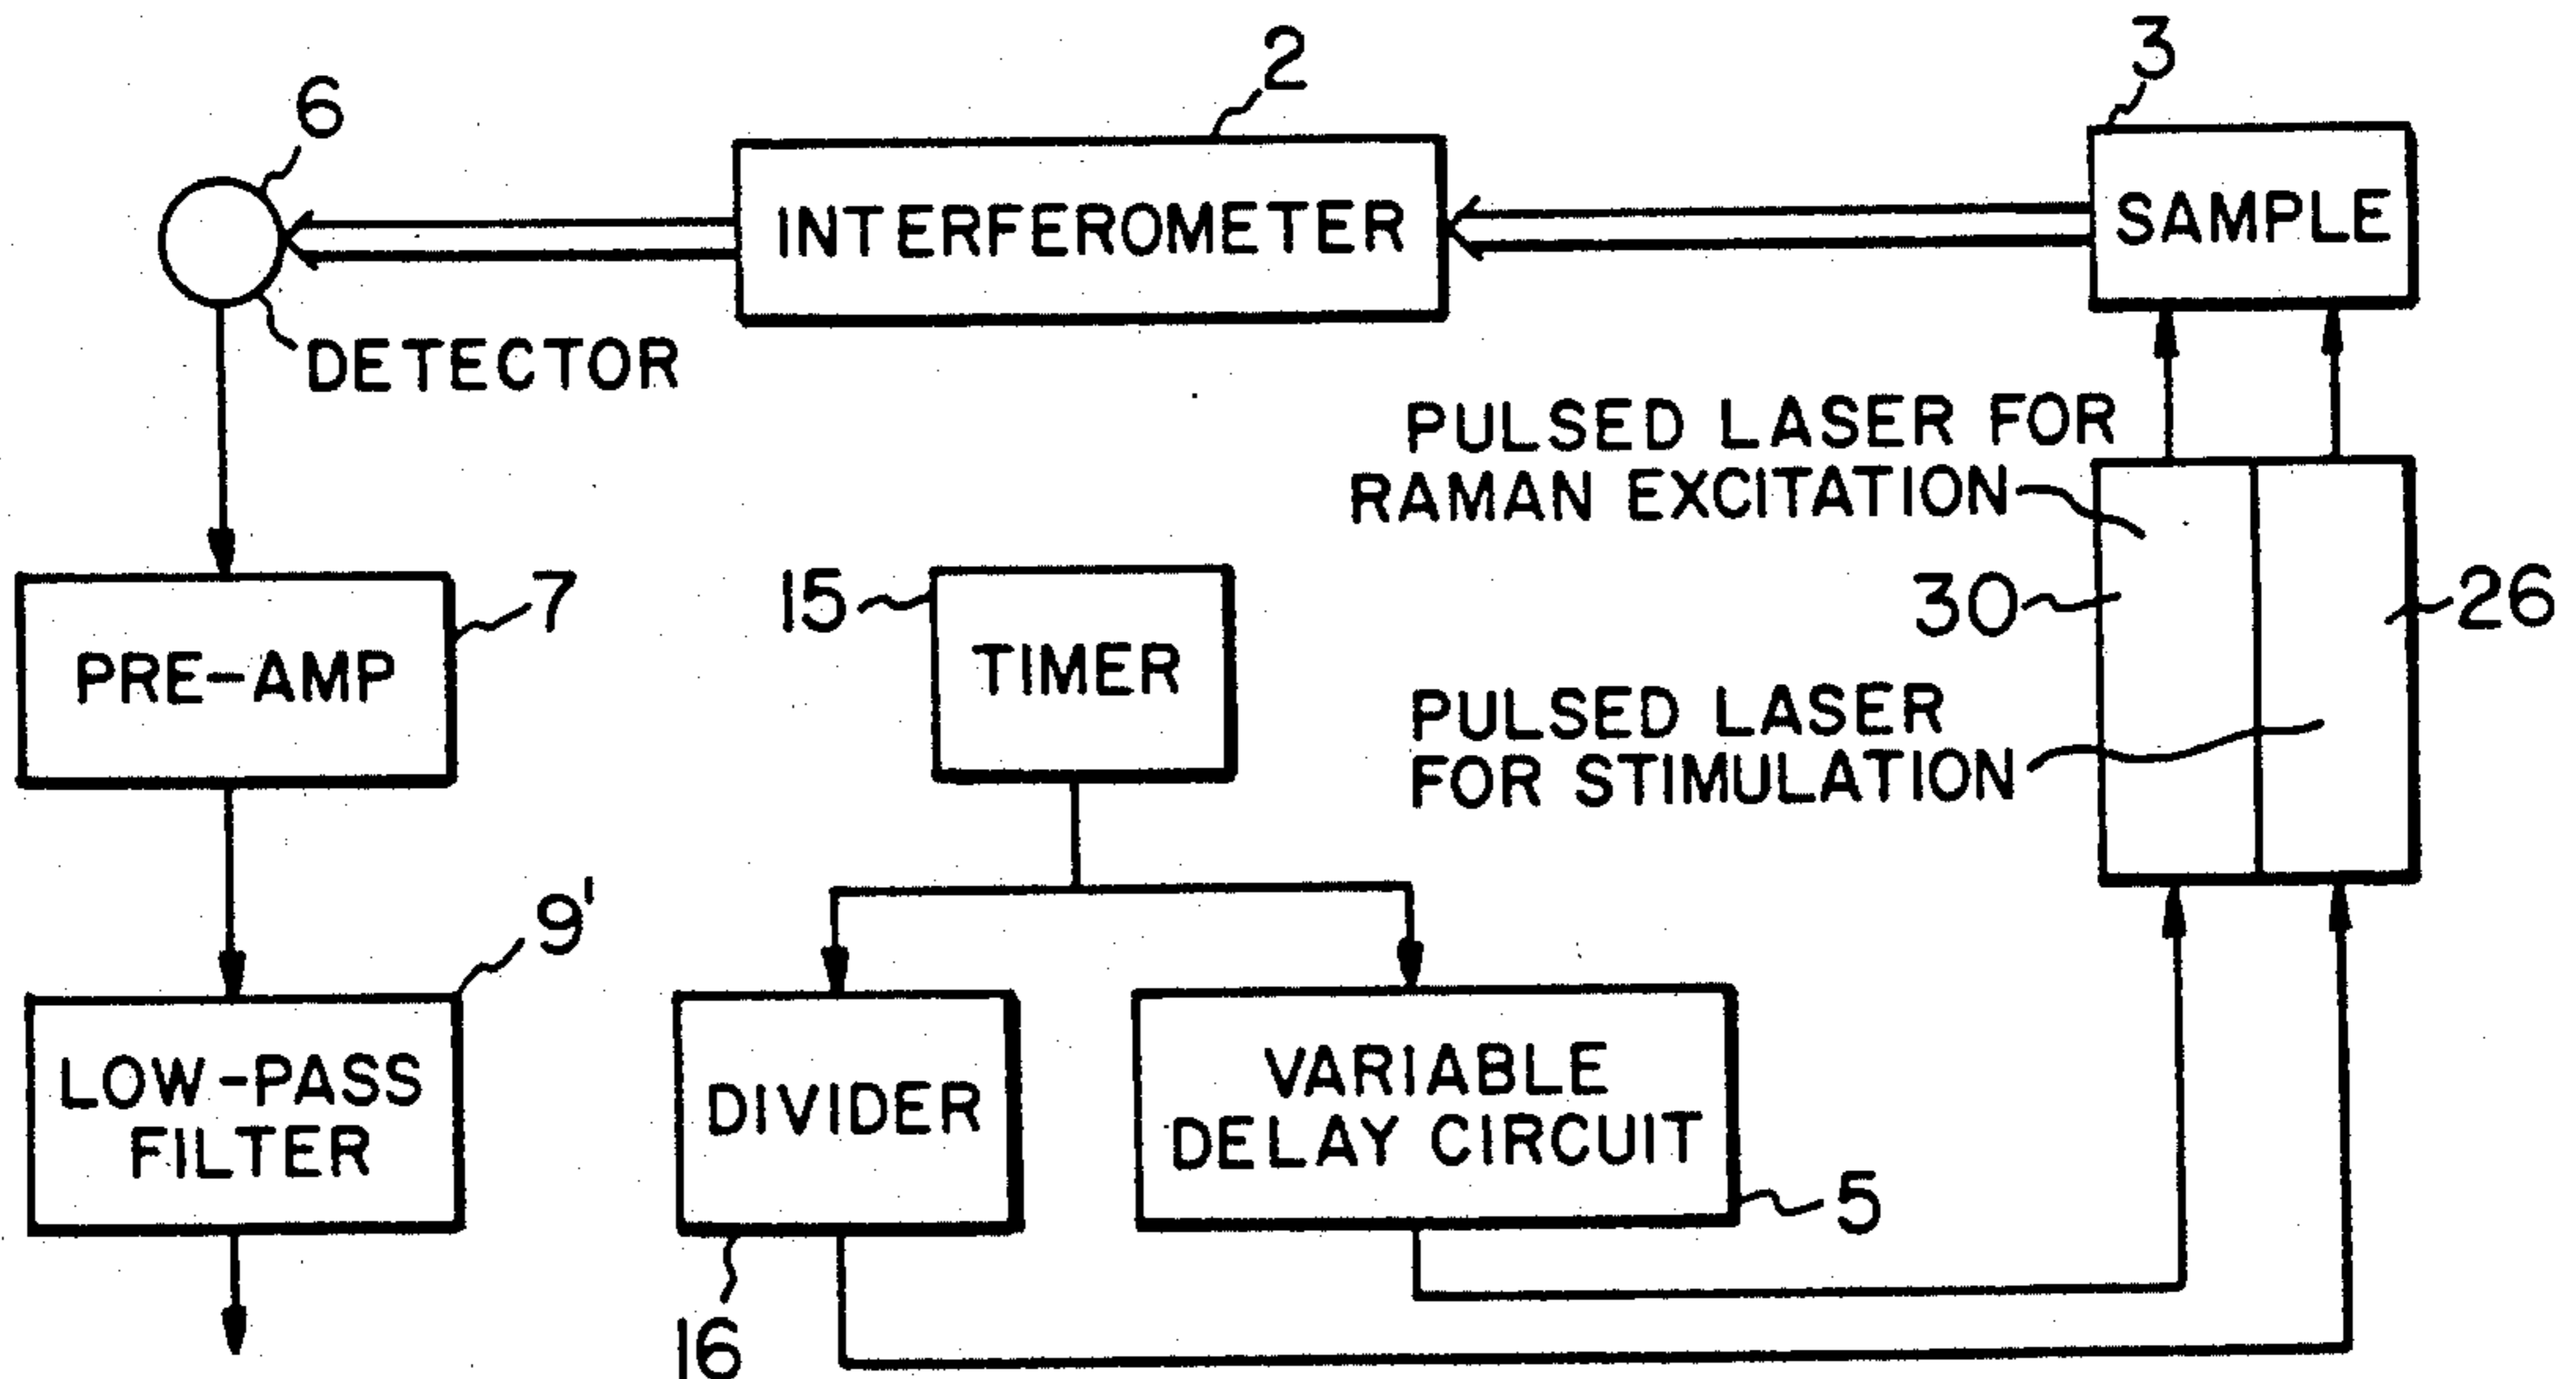 2
3
6
INTERFEROMETER
SAMPLE
DETECTOR
PULSED LASER FOR
RAMAN EXCITATION
15
TIMER
30
26
PRE-AMP
7
PULSED LASER
FOR STIMULATION
9'
LOW-PASS
FILTER
DIVIDER
VARIABLE
DELAY CIRCUIT
5
16